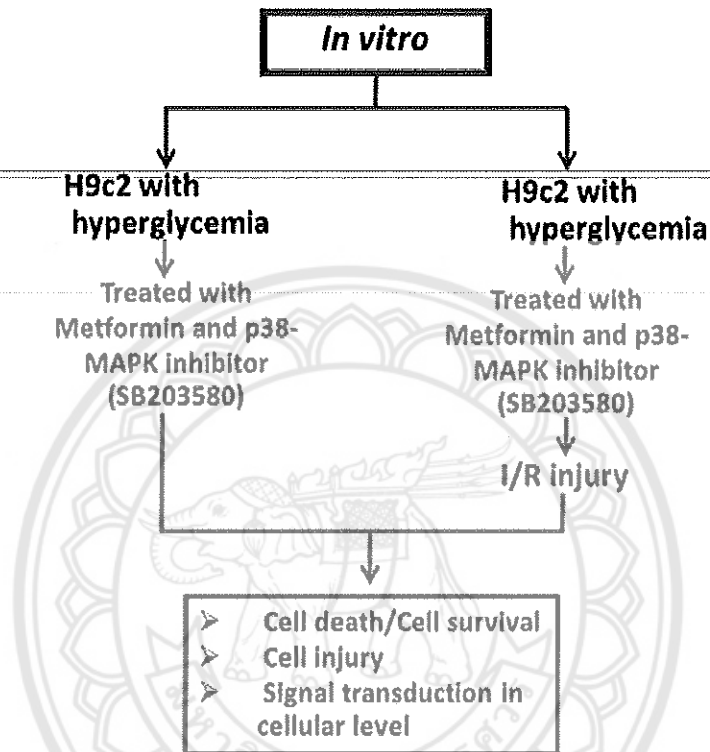 In vitro
H9c2 with
hyperglycemia
Treated with
Metformin and p38-
MAPK inhibitor
(SB203580)
H9c2 with
hyperglycemia
Treated with
Metformin and p38-
MAPK inhibitor
(SB203580)
I/R injury
➢ Cell death/Cell survival
➢ Cell injury
➢ Signal transduction in
cellular level